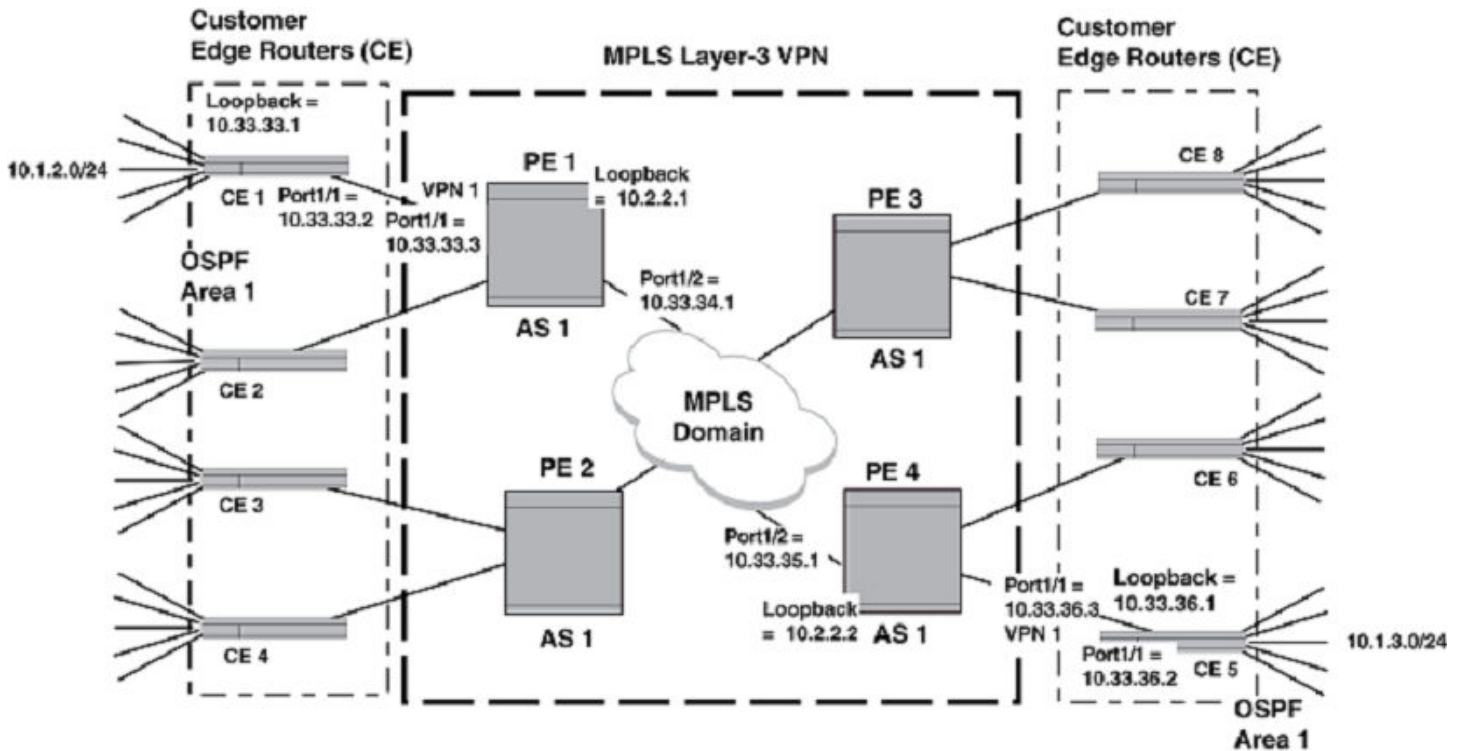 Customer
Edge Routers (CE)
MPLS Layer-3 VPN
Customer
Edge Routers (CE)
Loopback =
10.33.33.1
10.1.2.0/24
CE 1
Port1/1 =
10.33.33.2
VPN 1
Port1/1 =
10.33.33.3
PE 1
Loopback
= 10.2.2.1
AS 1
Port1/2 =
10.33.34.1
PE 3
AS 1
CE 8
CE 7
OSPF
Area 1
CE 2
CE 3
CE 4
MPLS
Domain
PE 2
AS 1
PE 4
Port1/2 =
10.33.35.1
Loopback
= 10.2.2.2
AS 1
CE 6
Port1/1 =
10.33.36.3
VPN 1
Loopback =
10.33.36.1
Port1/1 =
10.33.36.2
CE 5
10.1.3.0/24
OSPF
Area 1